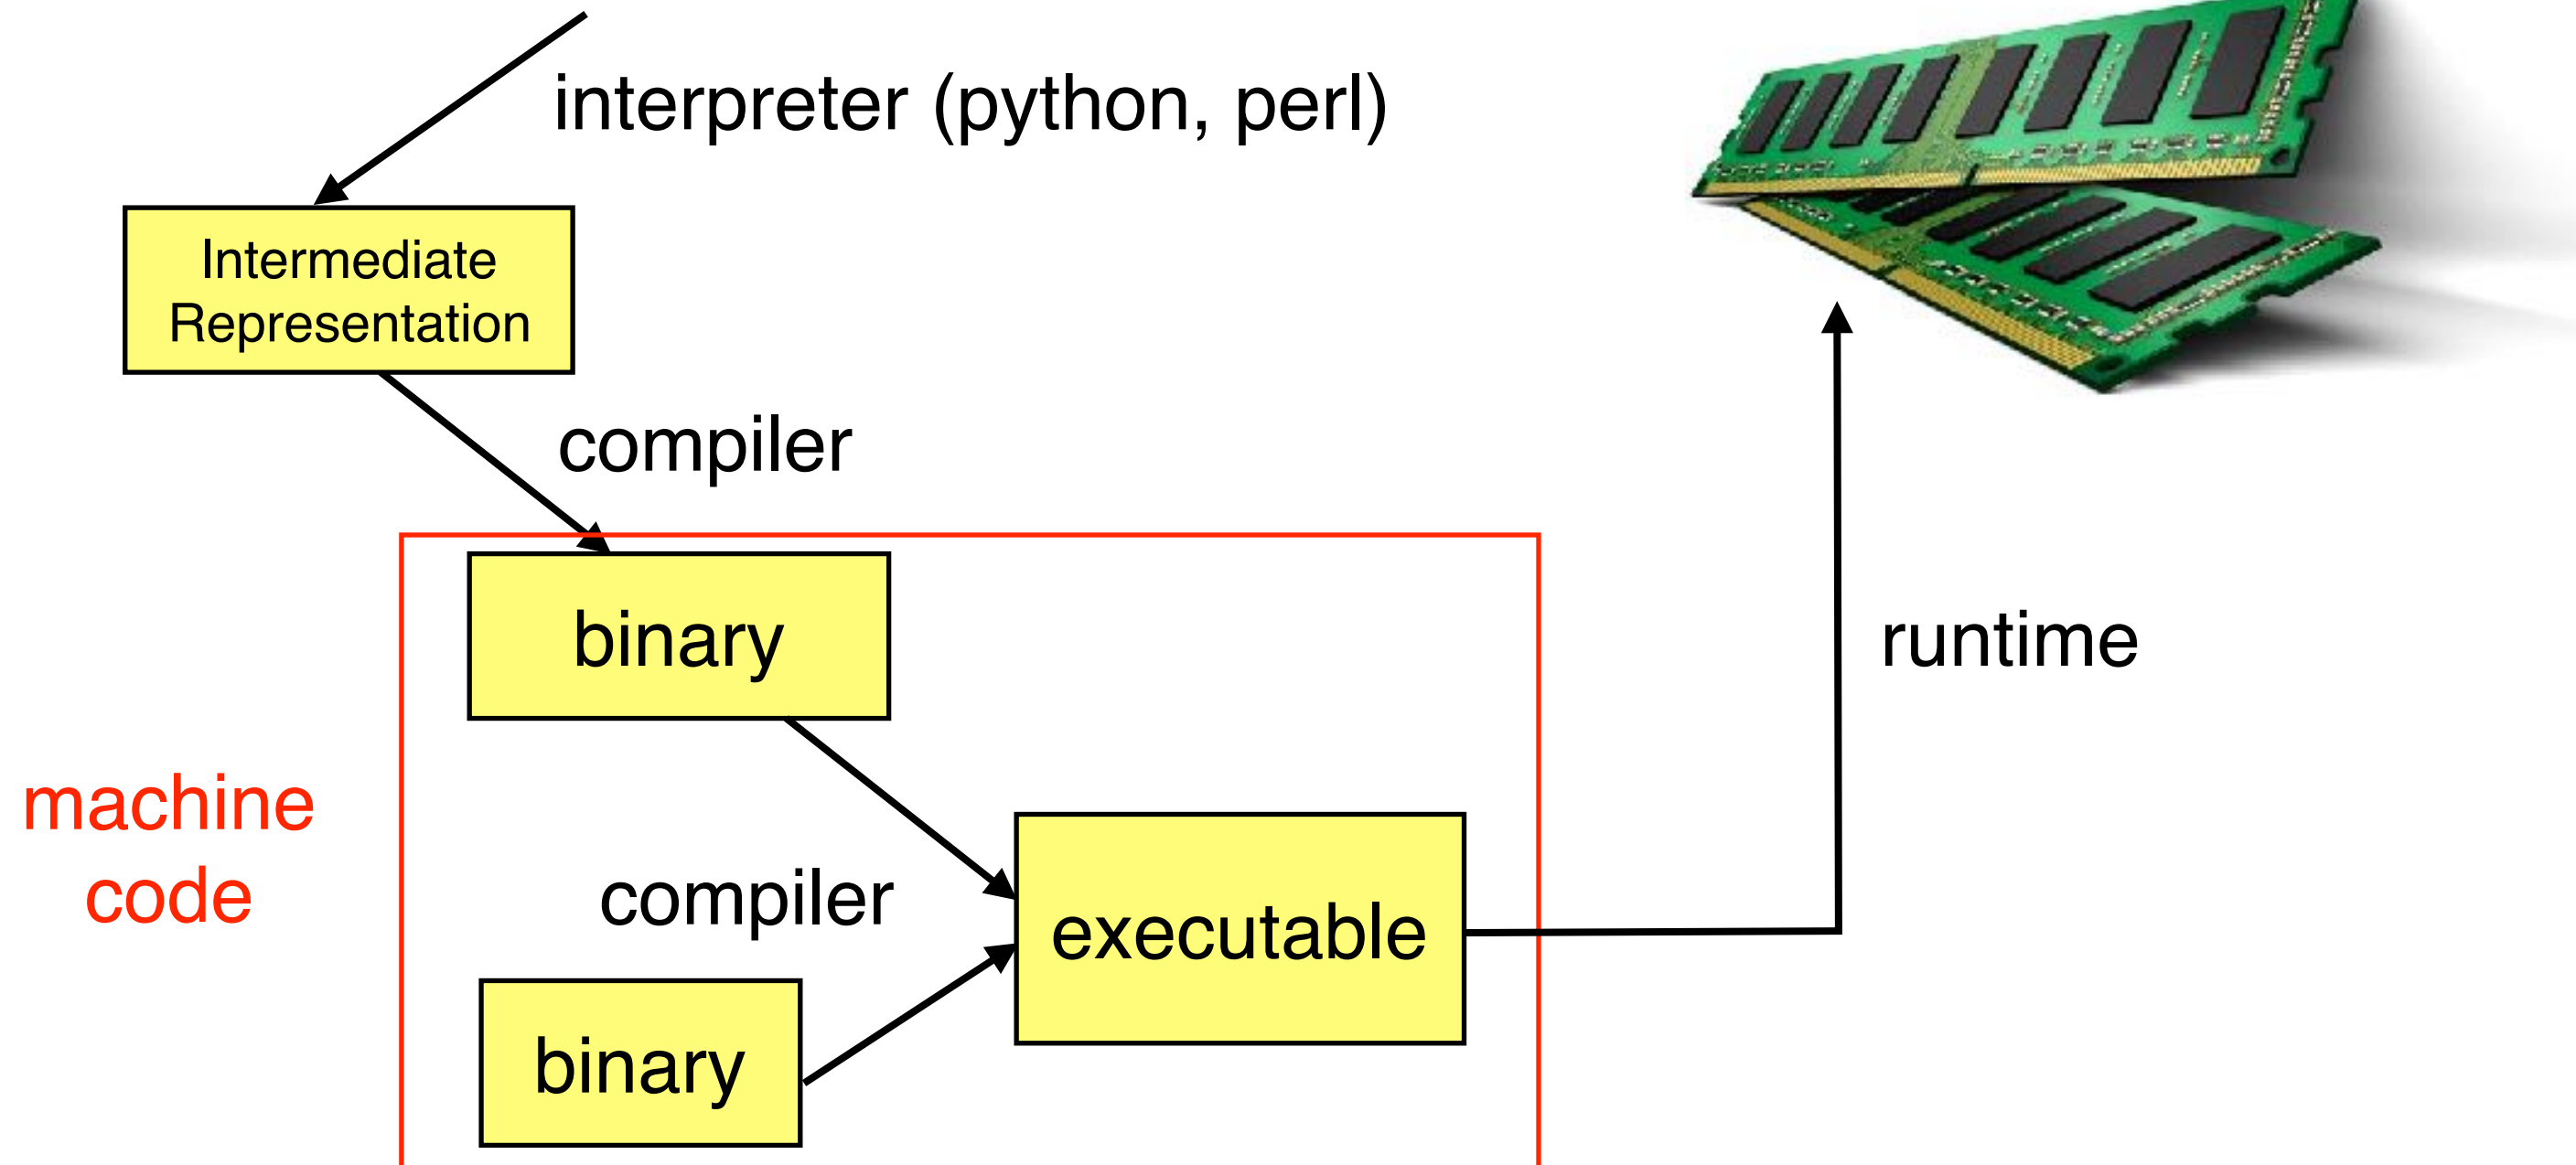 interpreter (python, perl)
Intermediate
Representation
compiler
binary
runtime
machine
code
compiler
executable
binary